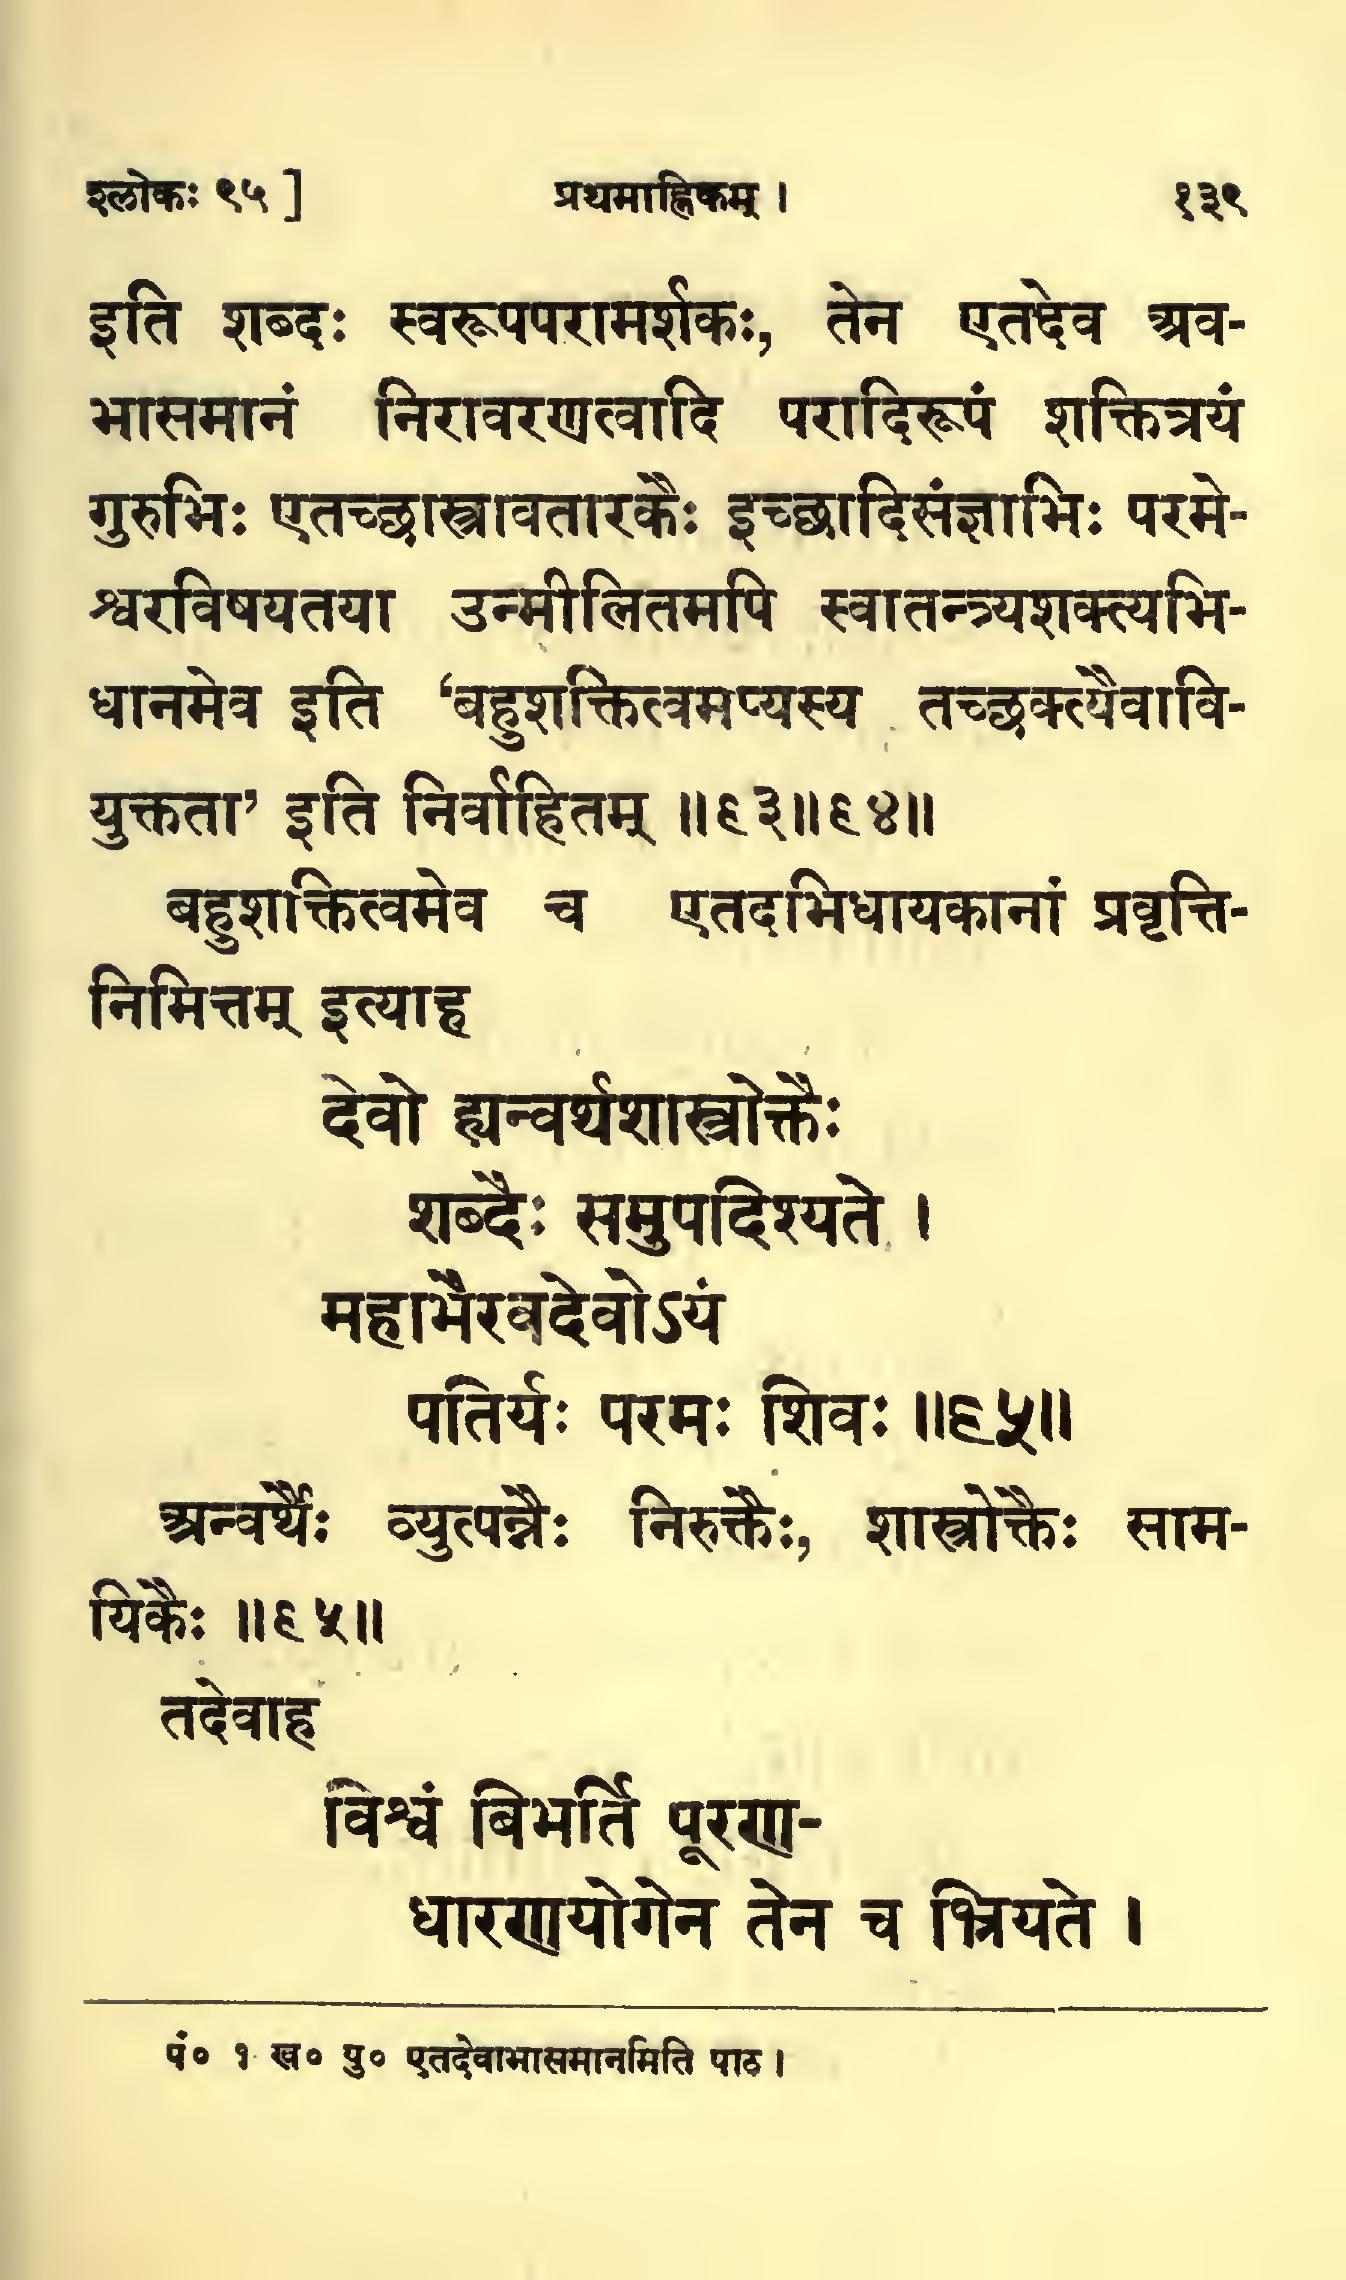 श्लोकः ९५ ] प्रथमाह्निकम् । १३९
इति शब्दः स्वरूपपरामर्शकः, तेन एतदेव अव-
भासमानं निरावरणत्वादि परादिरूपं शक्तित्रयं
गुरुभिः एतच्छास्त्रावतारकैः इच्छादिसंज्ञाभिः परमे-
श्वरविषयतया उन्मीलितमपि स्वातन्त्र्यशक्त्यभि-
धानमेव इति ‘बहुशक्तित्वमप्यस्य तच्छक्त्यैवावि-
युक्तता’ इति निर्वाहितम् ॥९३॥९४॥
बहुशक्तित्वमेव च एतदभिधायकानां प्रवृत्ति-
निमित्तम् इत्याह
देवो ह्यन्वर्थशास्त्रोक्तैः
शब्दैः समुपदिश्यते ।
महाभैरवदेवोऽयं
पतिर्यः परमः शिवः ॥९५॥
अन्वर्थैः व्युत्पन्नैः निरुक्तैः, शास्त्रोक्तैः साम-
यिकैः ॥९५॥
तदेवाह
विश्वं बिभर्ति पूरण-
धारणयोगेन तेन च भ्रियते ।
पं० १ ख० पु० एतदेवाभासमानमिति पाठ ।